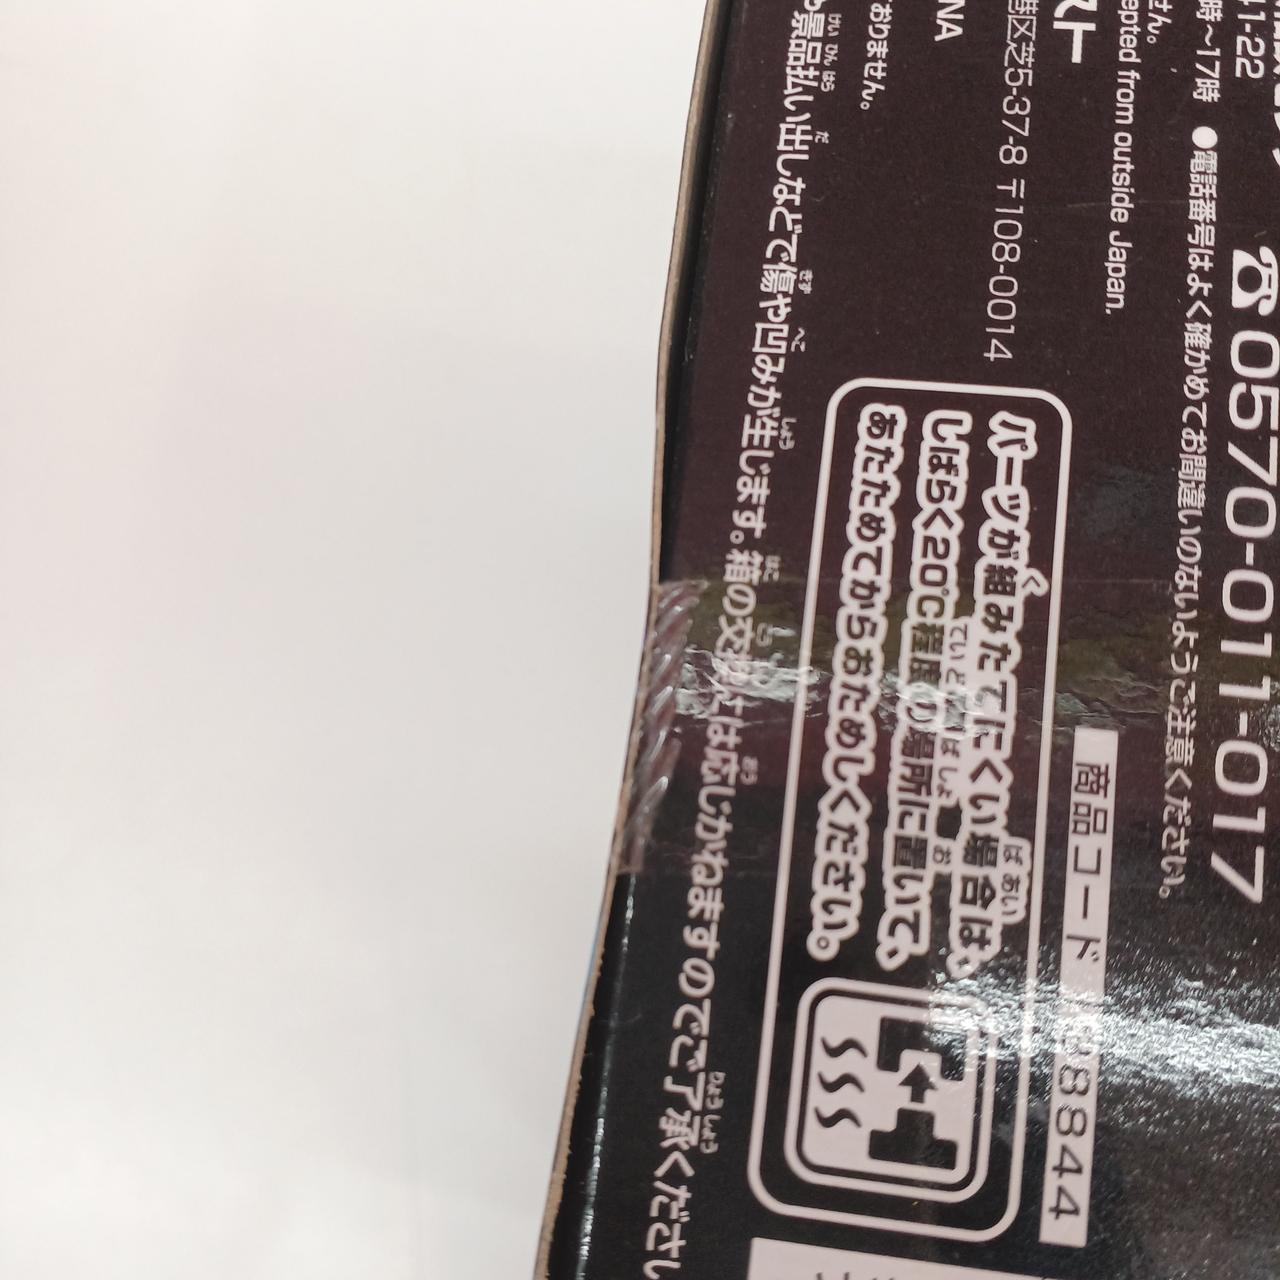 41-22
☎0570-011-017
時～17時 ●電話番号はよく確かめてお間違いのないようご注意ください。
せん。
epted from outside Japan.
スト
港区芝5-37-8 〒108-0014
NA
おりません。
景品払い出しなどで傷や凹みが生じます。箱の交換には応じかねますのでご了承くださ
パーツが組みたてにくい場合は、
しばらく20℃程度の場所に置いて、
あたためてからおためしください。
商品コード
8844